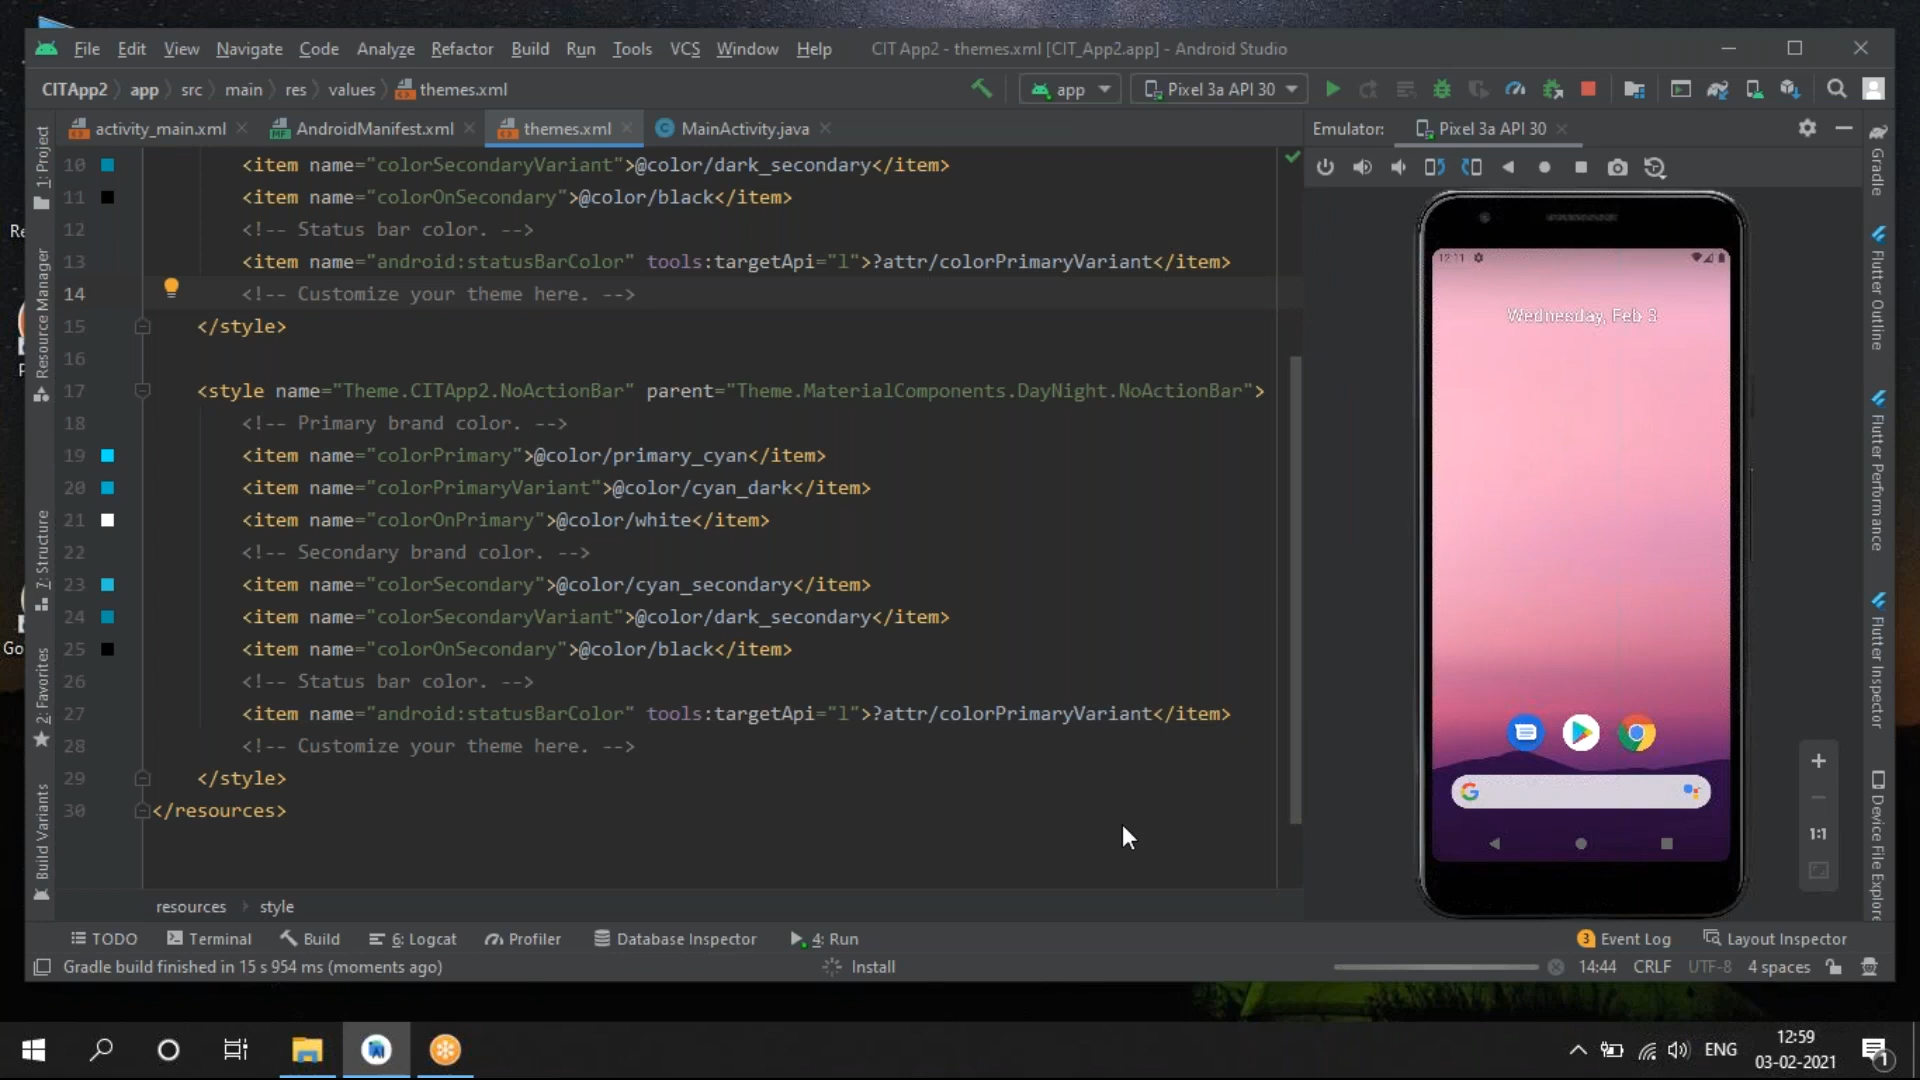 File Edit View Navigate Code Analyze Refactor Build Run Tools VCS Window Help CIT App2 - themes.xml [CIT_App2.app] - Android Studio
CITApp2 app src main res values themes.xml app Pixel 3a API 30
activity_main.xml AndroidManifest.xml themes.xml MainActivity.java Emulator: Pixel 3a API 30
10 <item name="colorSecondaryVariant">@color/dark_secondary</item>
11 <item name="colorOnSecondary">@color/black</item>
12 <!-- Status bar color. -->
13 <item name="android:statusBarColor" tools:targetApi="l">?attr/colorPrimaryVariant</item>
14 <!-- Customize your theme here. -->
15 </style>
16
17 <style name="Theme.CITApp2.NoActionBar" parent="Theme.MaterialComponents.DayNight.NoActionBar">
18 <!-- Primary brand color. -->
19 <item name="colorPrimary">@color/primary_cyan</item>
20 <item name="colorPrimaryVariant">@color/cyan_dark</item>
21 <item name="colorOnPrimary">@color/white</item>
22 <!-- Secondary brand color. -->
23 <item name="colorSecondary">@color/cyan_secondary</item>
24 <item name="colorSecondaryVariant">@color/dark_secondary</item>
25 <item name="colorOnSecondary">@color/black</item>
26 <!-- Status bar color. -->
27 <item name="android:statusBarColor" tools:targetApi="l">?attr/colorPrimaryVariant</item>
28 <!-- Customize your theme here. -->
29 </style>
30 </resources>
resources style
1: Project
Resource Manager
7: Structure
2: Favorites
Build Variants
12:11
Wednesday, Feb 3
1:1
Gradle
Flutter Outline
Flutter Performance
Flutter Inspector
Device File Explore
TODO Terminal Build 6: Logcat Profiler Database Inspector 4: Run 3 Event Log Layout Inspector
Gradle build finished in 15 s 954 ms (moments ago) Install 14:44 CRLF UTF-8 4 spaces
Re
P
Go
ENG
12:59
03-02-2021
1